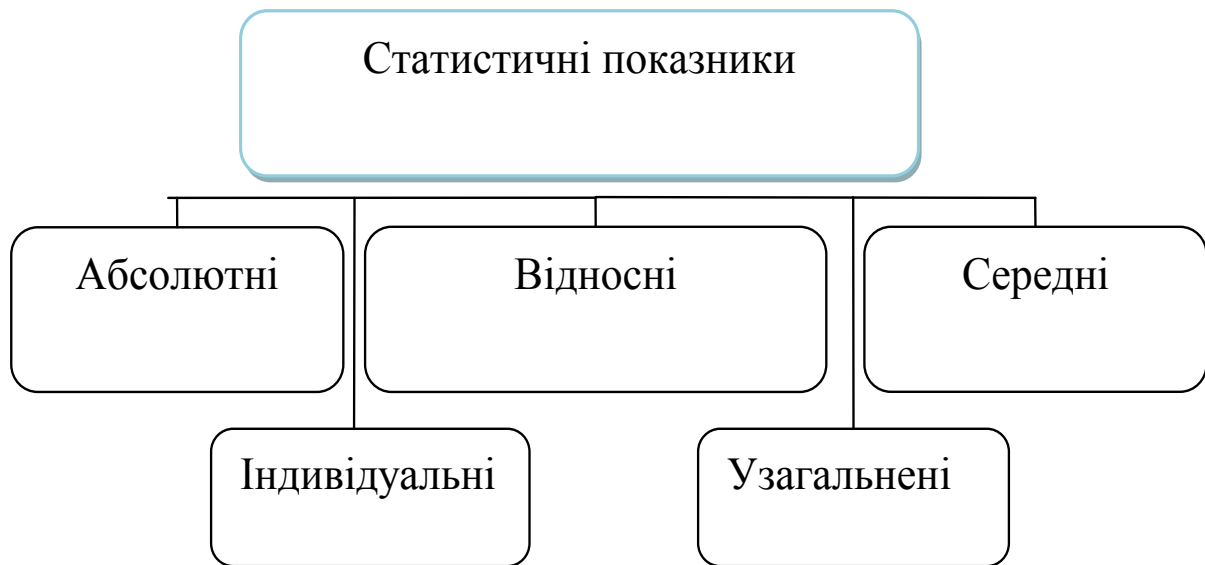 Статистичні показники
Абсолютні
Відносні
Середні
Індивідуальні
Узагальнені